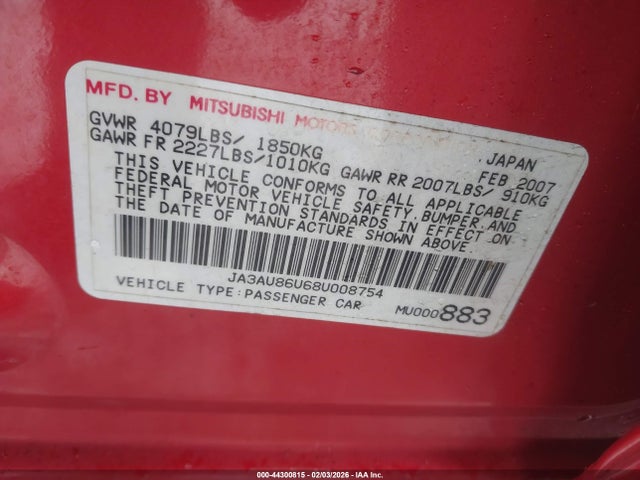 MFD. BY MITSUBISHI MOTORS
JAPAN
GVWR 4079LBS/ 1850KG FEB 2007
GAWR FR 2227LBS/1010KG GAWR RR 2007LBS/ 910KG
THIS VEHICLE CONFORMS TO ALL APPLICABLE
FEDERAL MOTOR VEHICLE SAFETY,BUMPER,AND
THEFT PREVENTION STANDARDS IN EFFECT ON
THE DATE OF MANUFACTURE SHOWN ABOVE.
JA3AU86U68U008754
VEHICLE TYPE:PASSENGER CAR MU000883
000-44300815 - 02/03/2026 - IAA Inc.